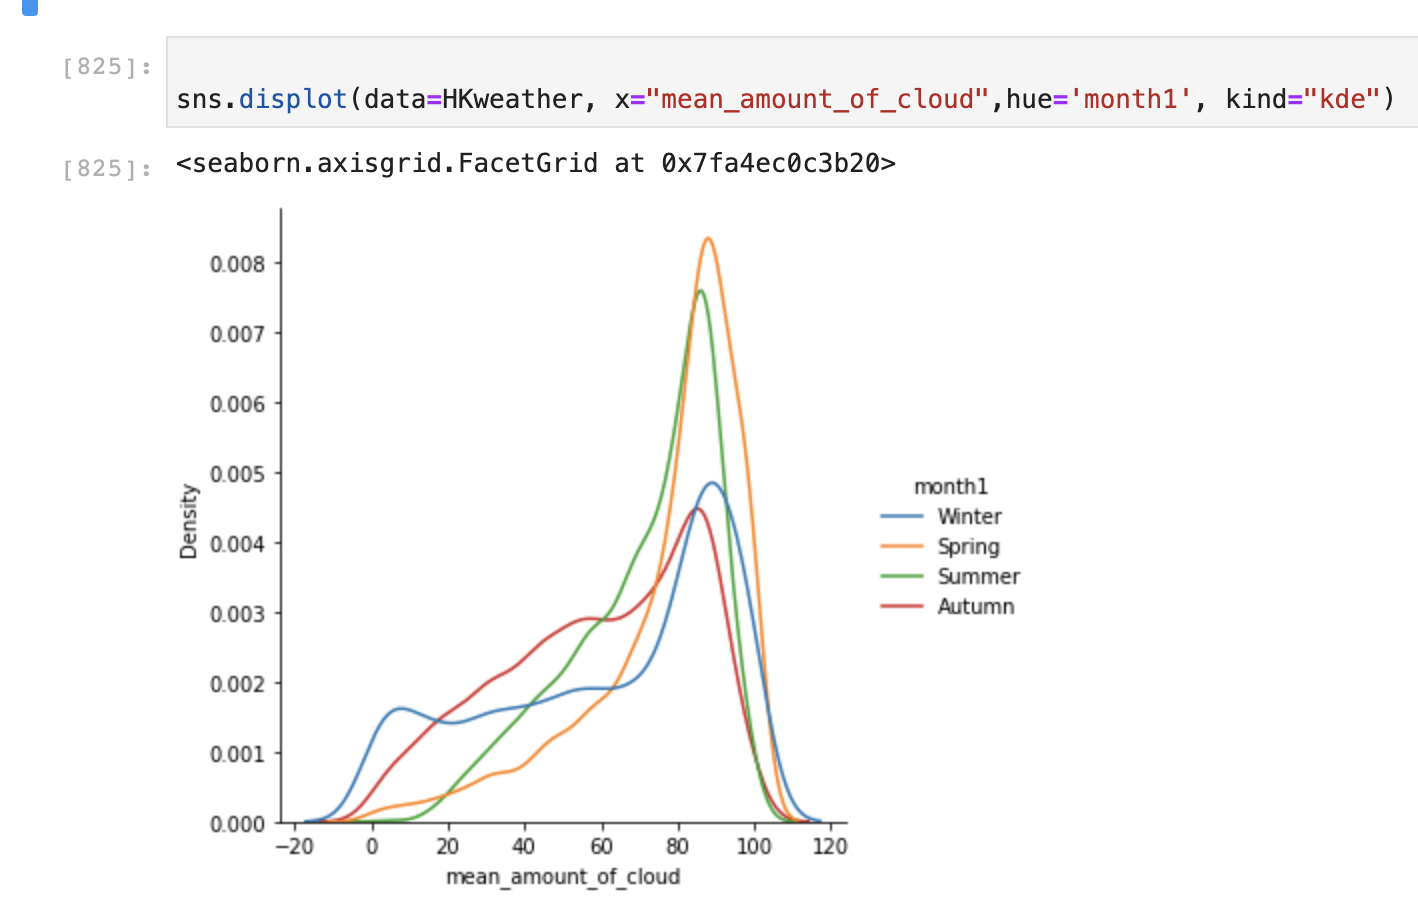 [825]:
sns.displot(data=HKweather, x="mean_amount_of_cloud",hue='month1', kind="kde")
[825]: <seaborn.axisgrid.FacetGrid at 0x7fa4ec0c3b20>
0.008
0.007
0.006
0.005
0.004
0.003
0.002
0.001
0.000
Density
−20 0 20 40 60 80 100 120
mean_amount_of_cloud
month1
Winter
Spring
Summer
Autumn